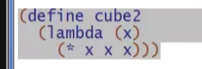 (define cube2
(lambda (x)
(* x x x)))